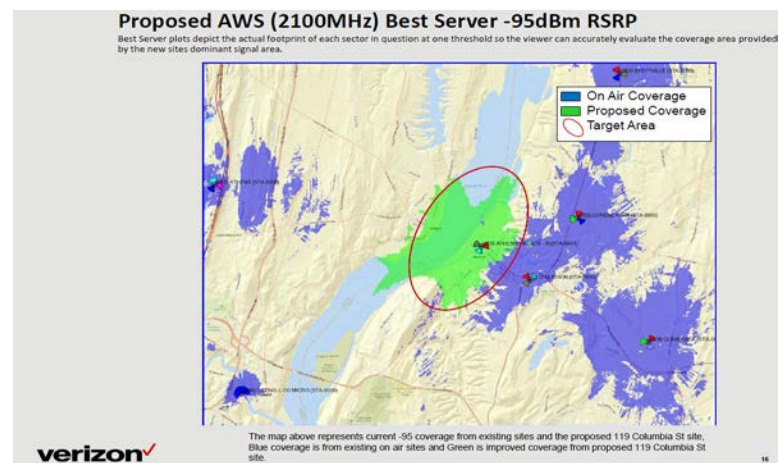 Proposed AWS (2100MHz) Best Server -95dBm RSRP
Best Server plots depict the actual footprint of each sector in question at one threshold so the viewer can accurately evaluate the coverage area provided
by the new sites dominant signal area.
On Air Coverage
Proposed Coverage
Target Area
The map above represents current -95 coverage from existing sites and the proposed 119 Columbia St site,
Blue coverage is from existing on air sites and Green is improved coverage from proposed 119 Columbia St
site.
verizon
16